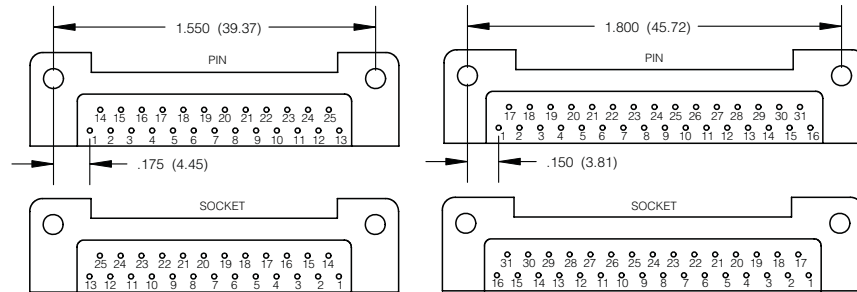 1.550 (39.37)
PIN
14 15 16 17 18 19 20 21 22 23 24 25
1 2 3 4 5 6 7 8 9 10 11 12 13
.175 (4.45)
SOCKET
25 24 23 22 21 20 19 18 17 16 15 14
13 12 11 10 9 8 7 6 5 4 3 2 1
1.800 (45.72)
PIN
17 18 19 20 21 22 23 24 25 26 27 28 29 30 31
1 2 3 4 5 6 7 8 9 10 11 12 13 14 15 16
.150 (3.81)
SOCKET
31 30 29 28 27 26 25 24 23 22 21 20 19 18 17
16 15 14 13 12 11 10 9 8 7 6 5 4 3 2 1